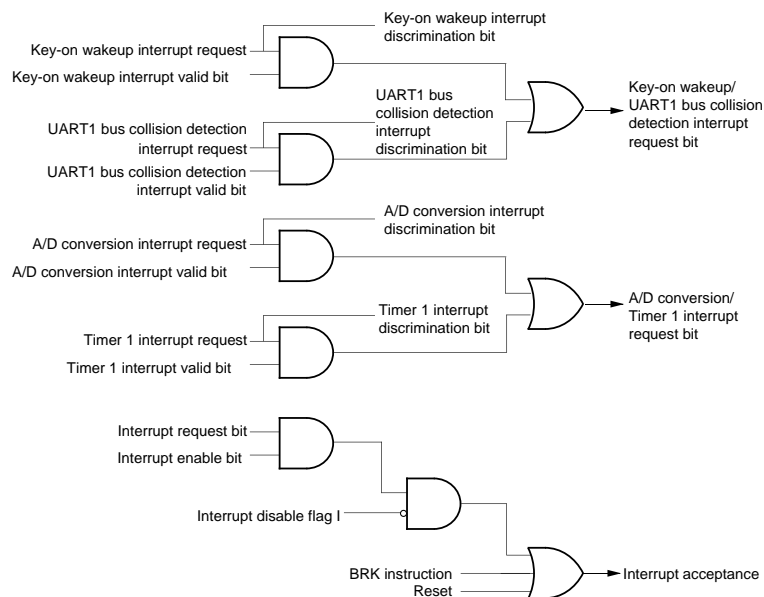 Key-on wakeup interrupt
discrimination bit
Key-on wakeup interrupt request
Key-on wakeup interrupt valid bit
UART1 bus
collision detection
interrupt
discrimination bit
UART1 bus collision detection
interrupt request
UART1 bus collision detection
interrupt valid bit
Key-on wakeup/
UART1 bus collision
detection interrupt
request bit
A/D conversion interrupt
discrimination bit
A/D conversion interrupt request
A/D conversion interrupt valid bit
Timer 1 interrupt
discrimination bit
Timer 1 interrupt request
Timer 1 interrupt valid bit
A/D conversion/
Timer 1 interrupt
request bit
Interrupt request bit
Interrupt enable bit
Interrupt disable flag I
BRK instruction
Reset
Interrupt acceptance